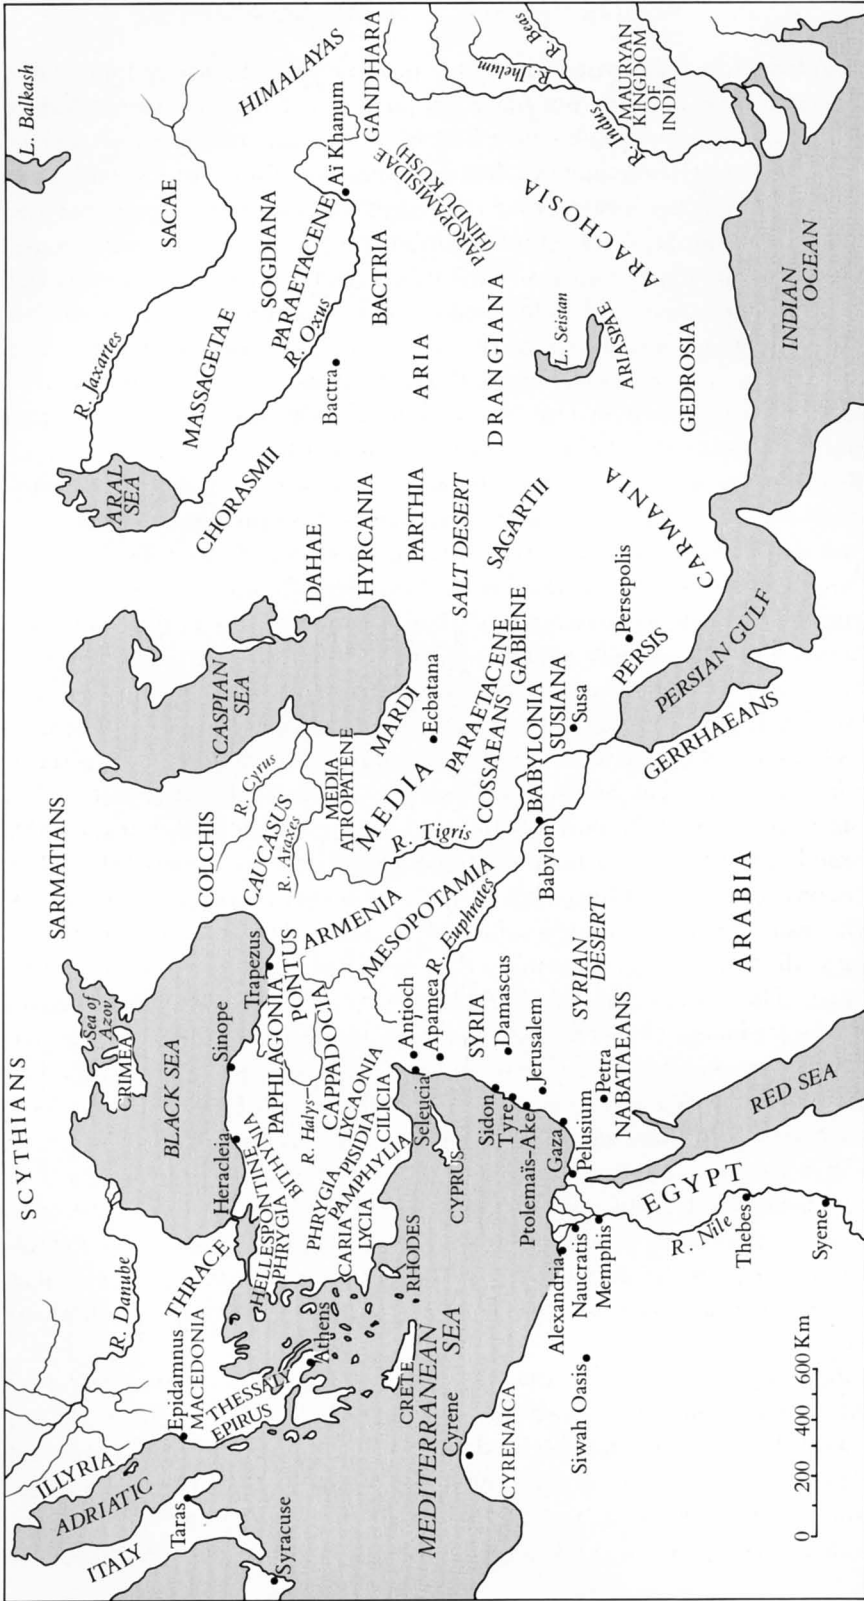 SCYTHIANS
L. Balkash
SARMATIANS
Sea of
Azov
CRIMEA
R. Danube
ILLYRIA
ADRIATIC
ITALY
Taras
Syracuse
Epidamnus
MACEDONIA
THESSALY
EPIRUS
THRACE
Athens
BLACK SEA
Heracleia
Sinope
Trapezus
COLCHIS
CAUCASUS
R. Cyrus
R. Araxes
CASPIAN
SEA
ARAL
SEA
R. Jaxartes
SACAE
MASSAGETAE
SOGDIANA
HIMALAYAS
CHORASMII
PARAETACENE
R. Oxus
Aï Khanum
GANDHARA
Bactra
BACTRIA
PAROPAMISIDAE
(HINDU KUSH)
R. Jhelum
R. Beas
R. Indus
MAURYAN
KINGDOM
OF
INDIA
DAHAE
HYRCANIA
PARTHIA
ARIA
SALT DESERT
SAGARTII
DRANGIANA
L. Seistan
ARIASPAE
ARACHOSIA
GEDROSIA
CARMANIA
INDIAN
OCEAN
HELLESPONTINE
PHRYGIA
BITHYNIA
PAPHLAGONIA
PONTUS
R. Halys
CAPPADOCIA
PHRYGIA
LYCAONIA
PISIDIA
CILICIA
PAMPHYLIA
CARIA
LYCIA
ARMENIA
MEDIA
ATROPATENE
MARDI
MEDIA
Ecbatana
R. Tigris
MESOPOTAMIA
R. Euphrates
PARAETACENE
COSSAEANS
GABIENE
BABYLONIA
SUSIANA
Susa
Babylon
Persepolis
PERSIS
PERSIAN GULF
GERRHAEANS
RHODES
CRETE
MEDITERRANEAN
SEA
CYPRUS
Antioch
Seleucia
Apamea
SYRIA
Damascus
Sidon
Tyre
Ptolemaïs-Ake
Jerusalem
Gaza
Pelusium
Petra
NABATAEANS
SYRIAN
DESERT
ARABIA
RED SEA
Cyrene
CYRENAICA
Siwah Oasis
Alexandria
Naucratis
Memphis
EGYPT
R. Nile
Thebes
Syene
0 200 400 600 Km